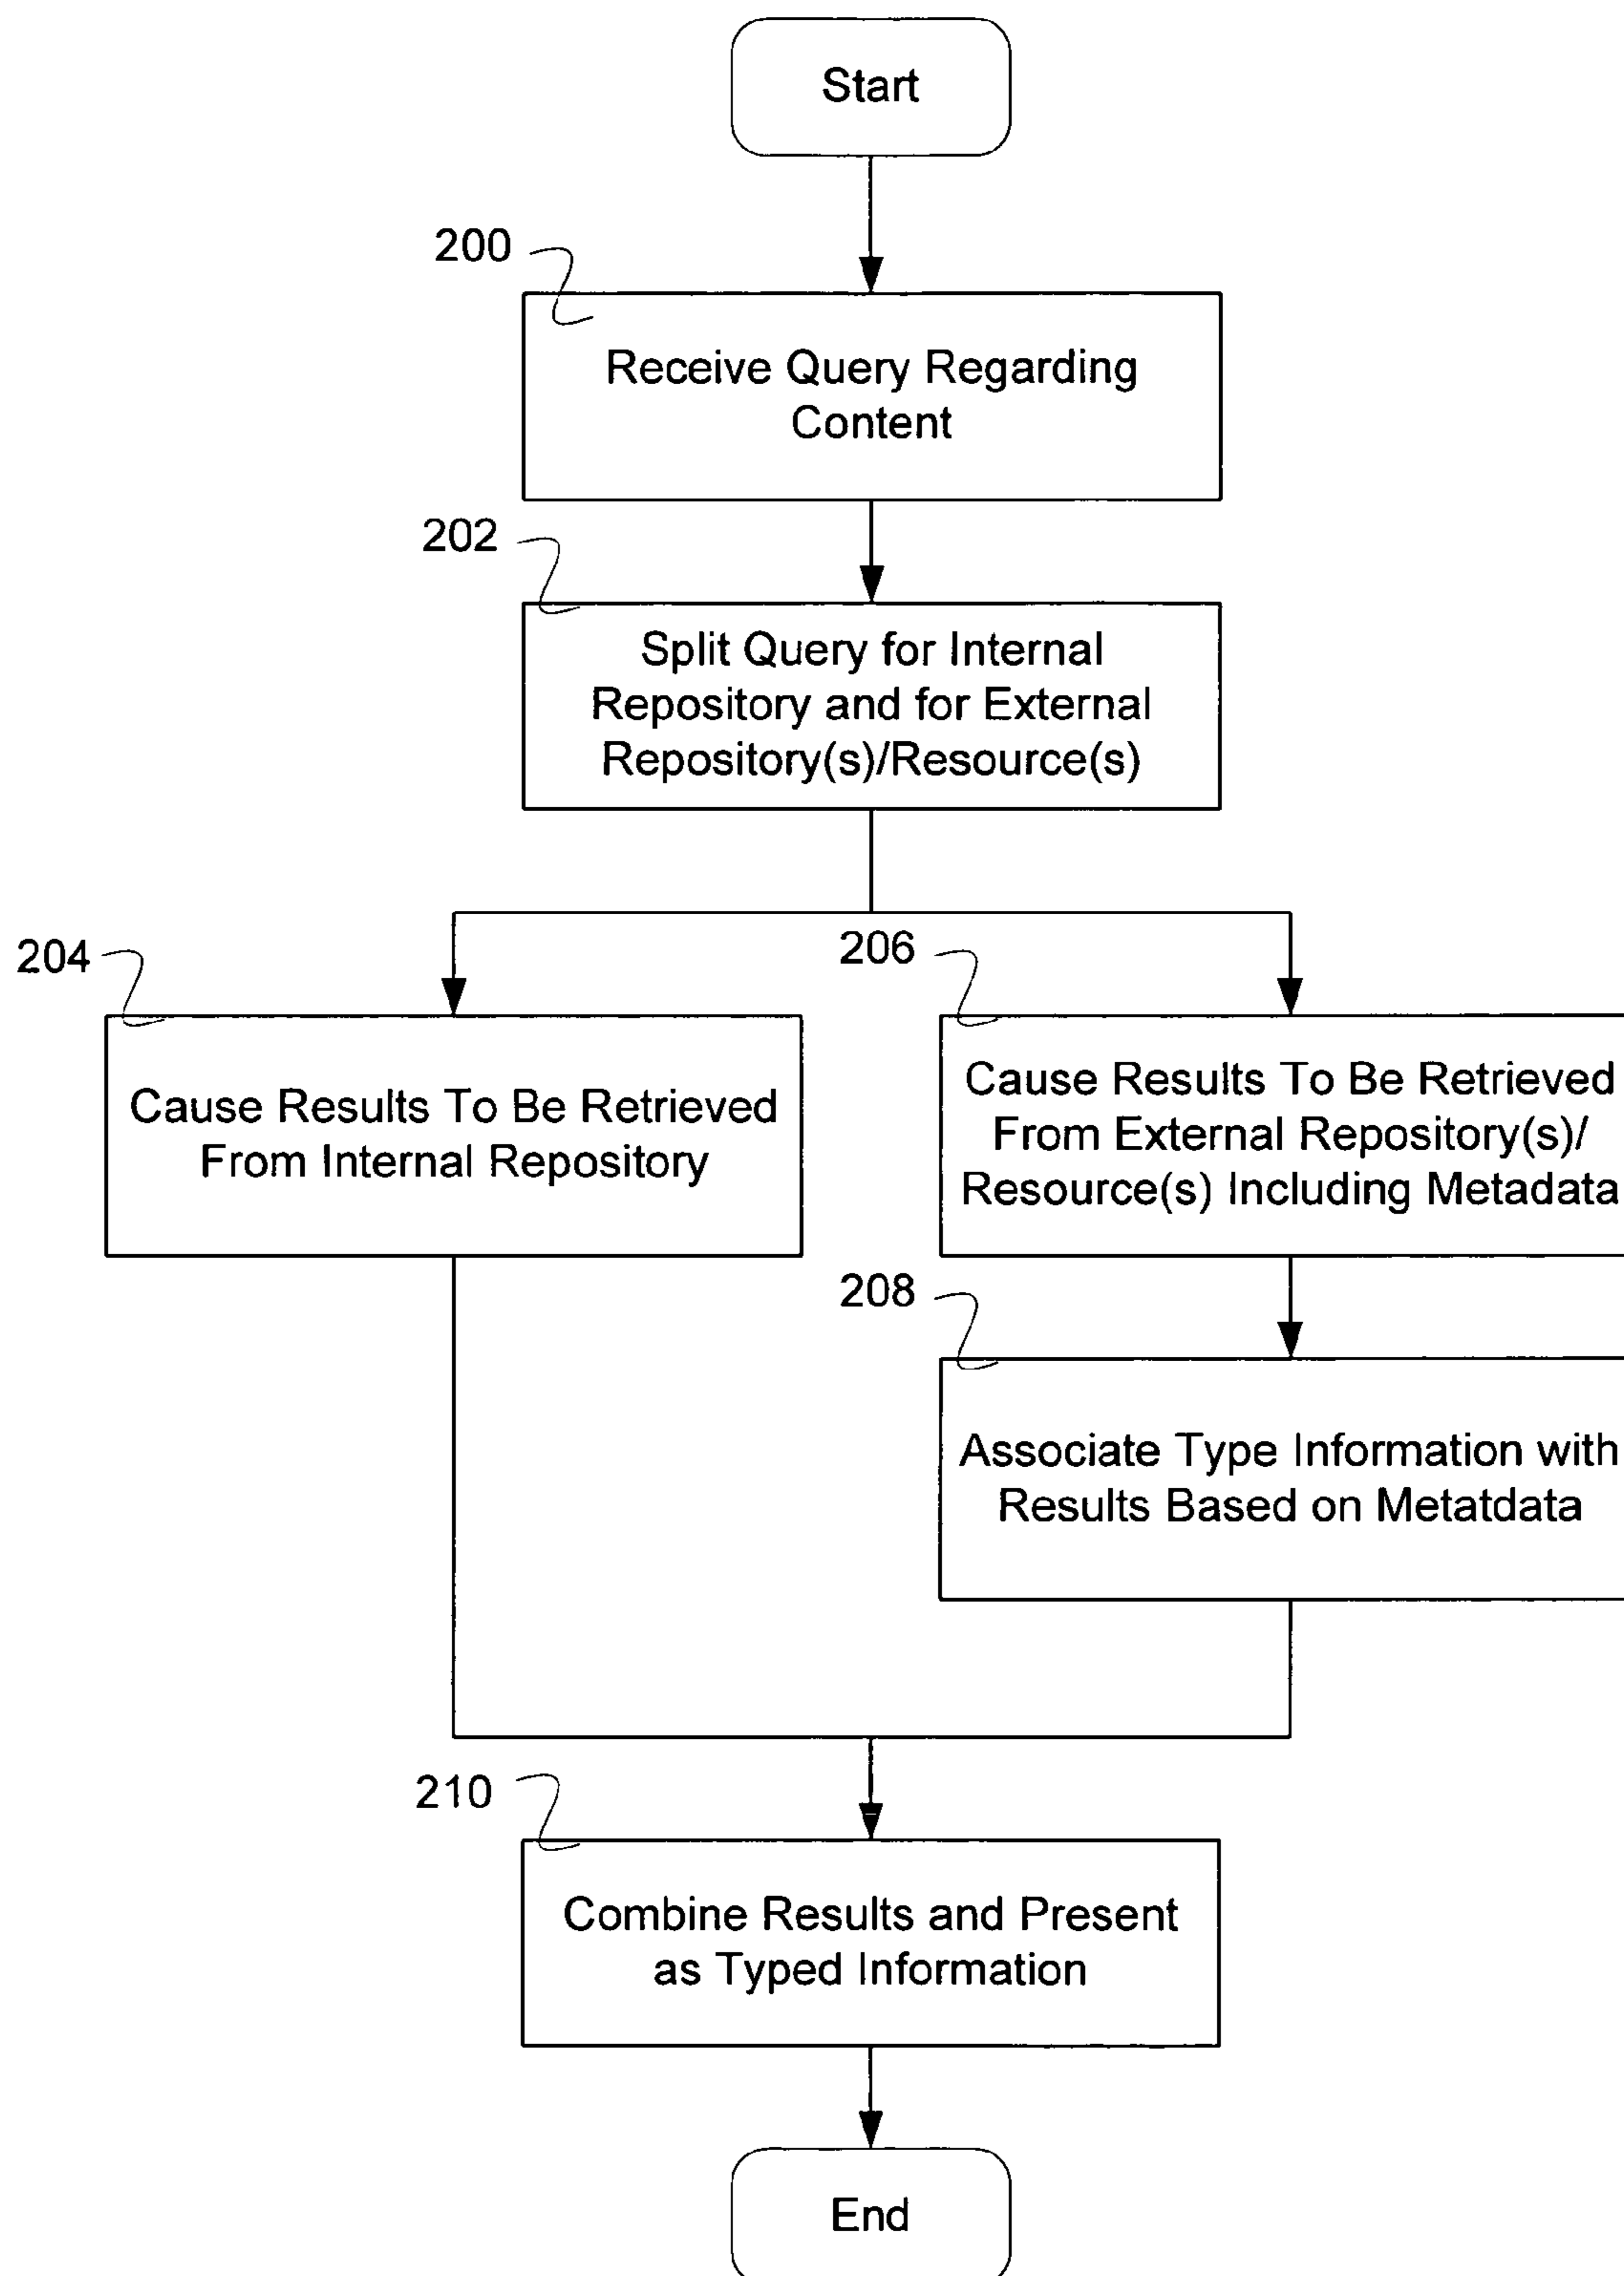 Start
200
Receive Query Regarding
Content
202
Split Query for Internal
Repository and for External
Repository(s)/Resource(s)
204
Cause Results To Be Retrieved
From Internal Repository
206
Cause Results To Be Retrieved
From External Repository(s)/
Resource(s) Including Metadata
208
Associate Type Information with
Results Based on Metatdata
210
Combine Results and Present
as Typed Information
End